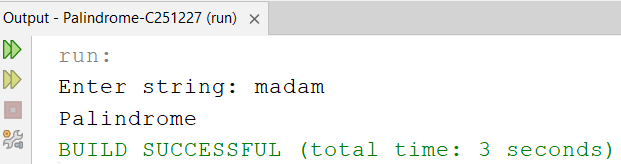 Output - Palindrome-C251227 (run) ×
run:
Enter string: madam
Palindrome
BUILD SUCCESSFUL (total time: 3 seconds)